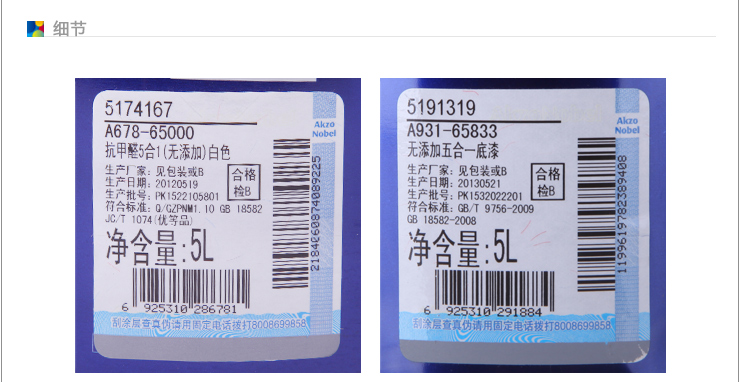 细节
5174167
A678-65000
抗甲醛5合1(无添加)白色
生产厂家: 见包装或B
生产日期: 20120519
生产批号: PK1522105801
符合标准: Q/GZPNM1.10 GB 18582
JC/T 1074(优等品)
合格
检B
净含量:5L
6 925310 286781
2184060874089225
Akzo
Nobel
刮涂层查真伪请用固定电话拨打8008699858
5191319
A931-65833
无添加五合一底漆
生产厂家: 见包装或B
生产日期: 20130521
生产批号: PK1532022201
符合标准: GB/T 9756-2009
GB 18582-2008
合格
检B
净含量:5L
6 925310 291884
1199619782389408
Akzo
Nobel
刮涂层查真伪请用固定电话拨打8008699858